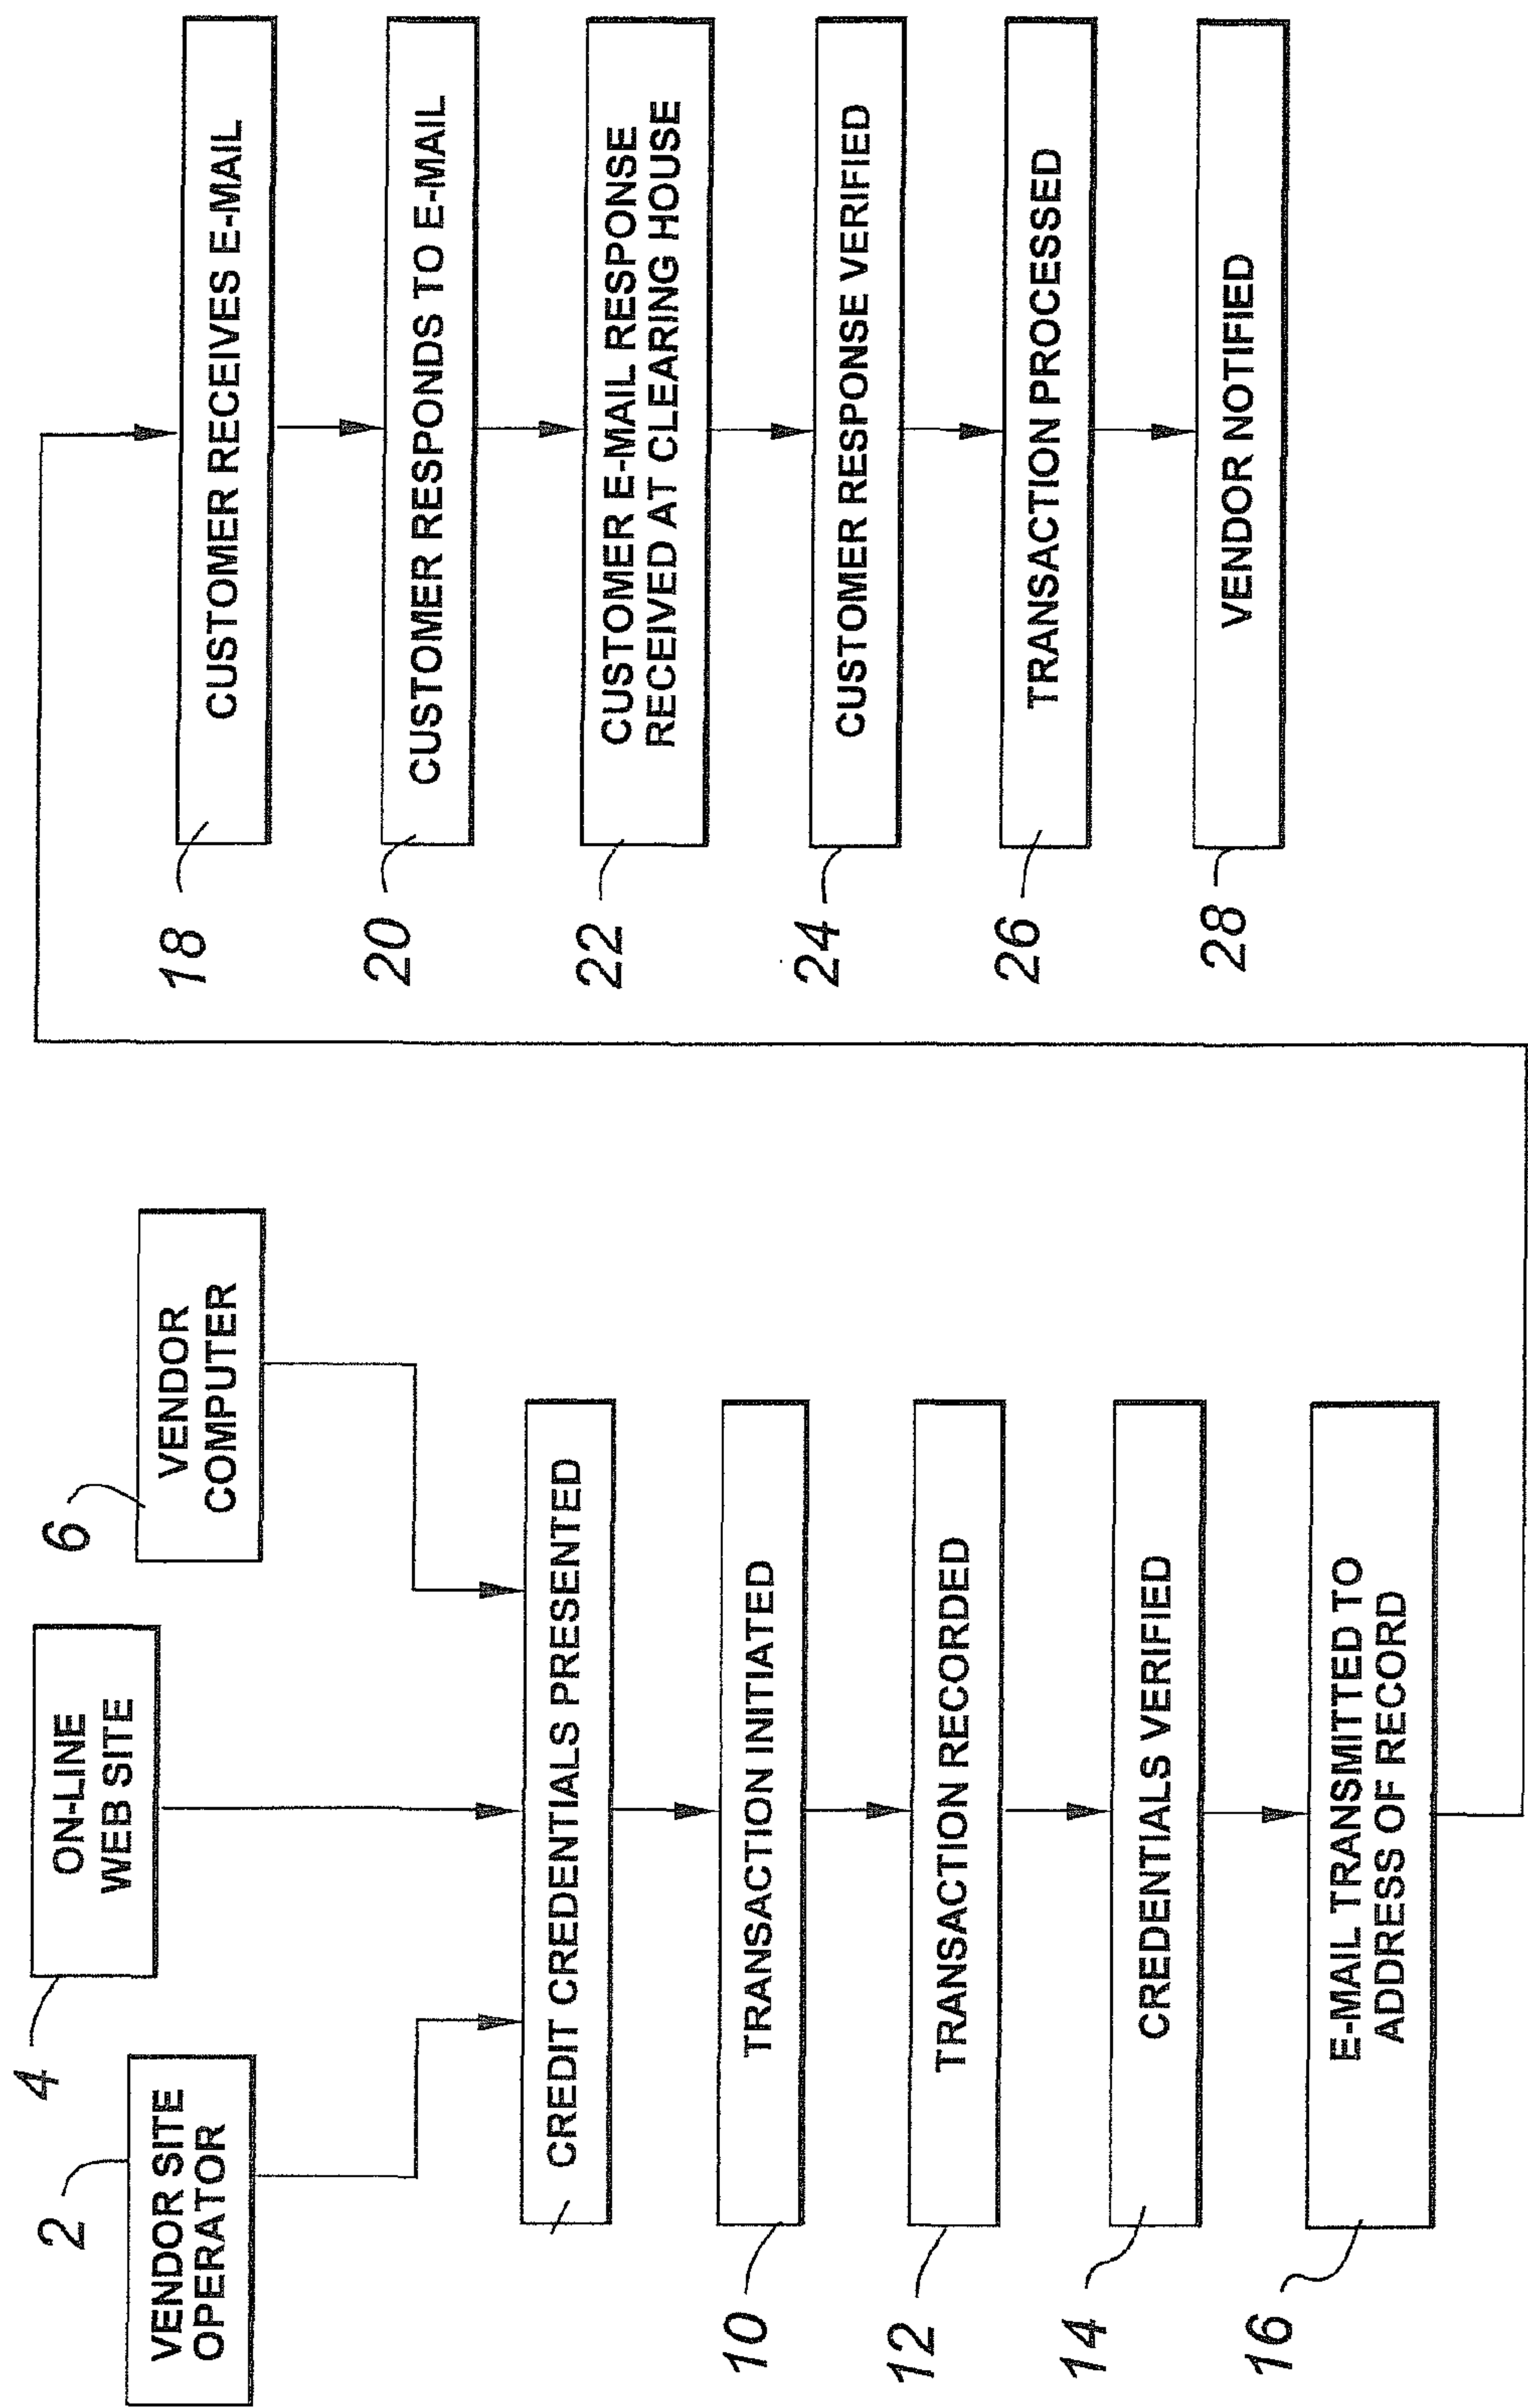 2
VENDOR SITE
OPERATOR
4
ON-LINE
WEB SITE
6
VENDOR
COMPUTER
CREDIT CREDENTIALS PRESENTED
10
TRANSACTION INITIATED
12
TRANSACTION RECORDED
14
CREDENTIALS VERIFIED
16
E-MAIL TRANSMITTED TO
ADDRESS OF RECORD
18
CUSTOMER RECEIVES E-MAIL
20
CUSTOMER RESPONDS TO E-MAIL
22
CUSTOMER E-MAIL RESPONSE
RECEIVED AT CLEARING HOUSE
24
CUSTOMER RESPONSE VERIFIED
26
TRANSACTION PROCESSED
28
VENDOR NOTIFIED